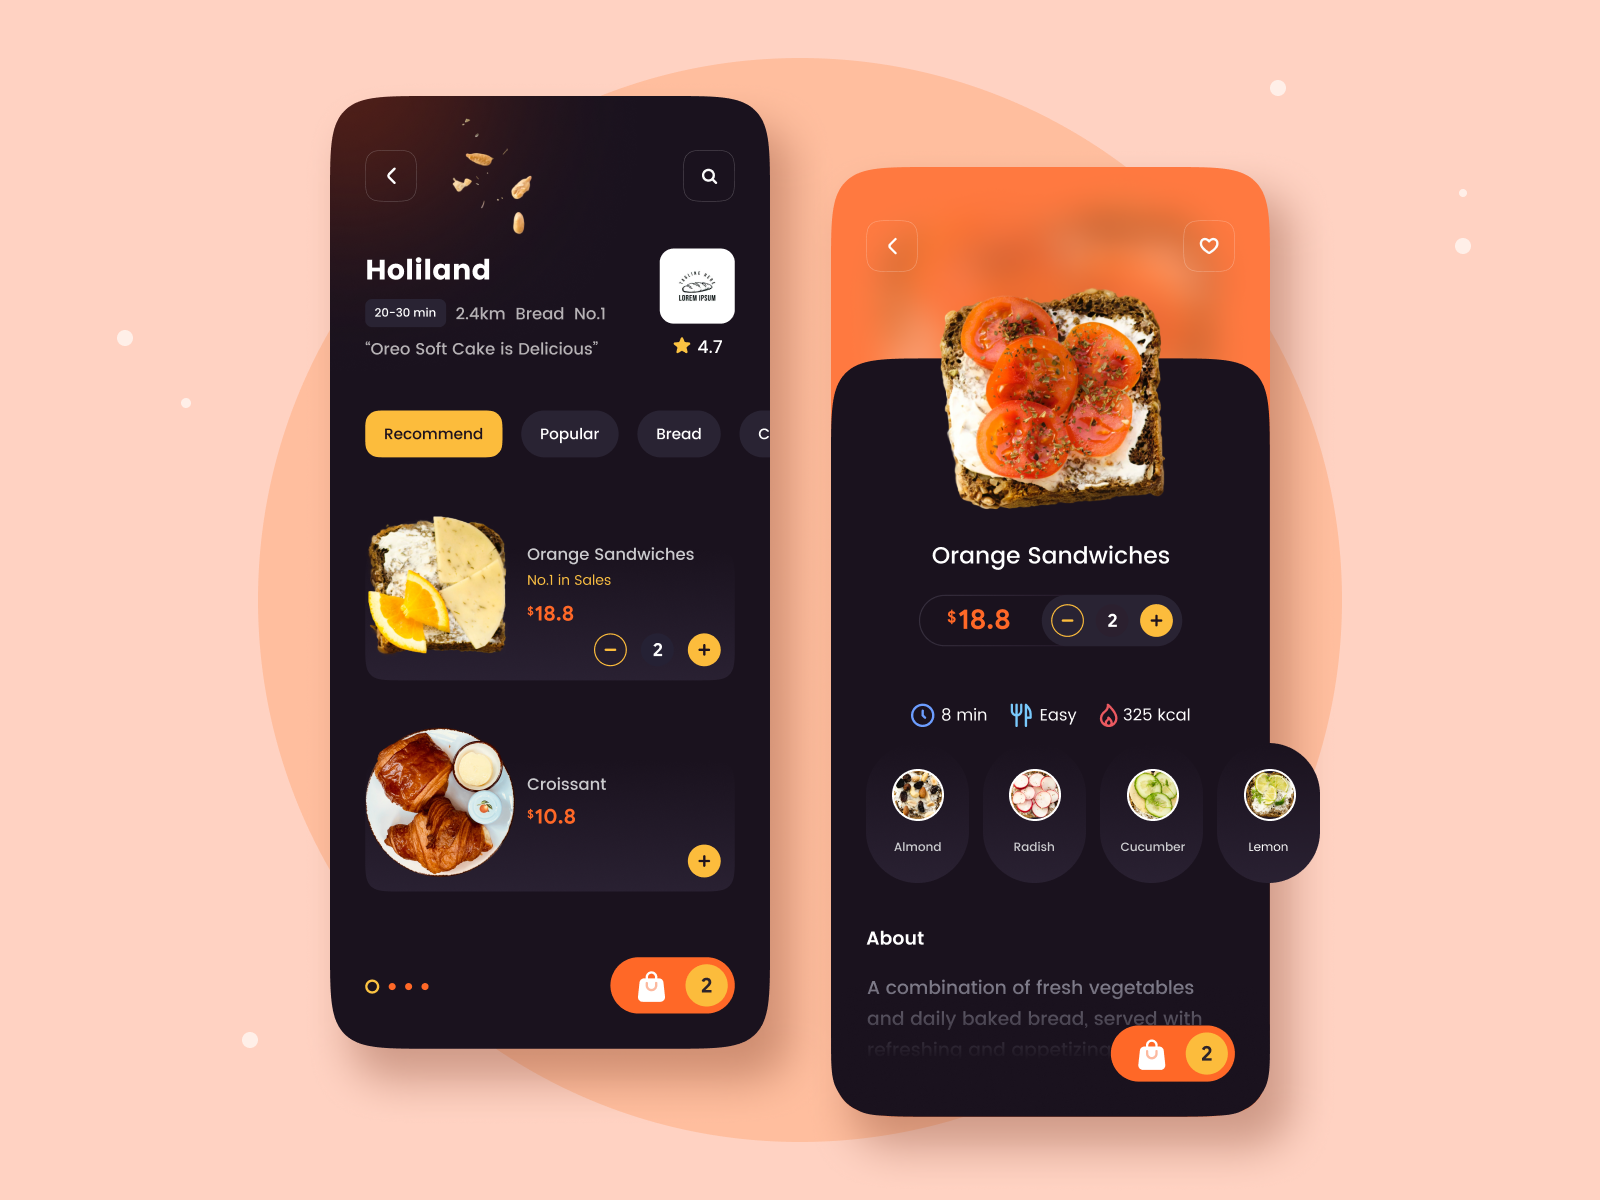 Holiland
20-30 min 2.4km Bread No.1
“Oreo Soft Cake is Delicious”
TAGLINE HERE
LOREM IPSUM
4.7
Recommend Popular Bread C
Orange Sandwiches
No.1 in Sales
$18.8
2
Croissant
$10.8
2
Orange Sandwiches
$18.8 2
8 min Easy 325 kcal
Almond Radish Cucumber Lemon
About
A combination of fresh vegetables
and daily baked bread, served with
refreshing and appetizing
2